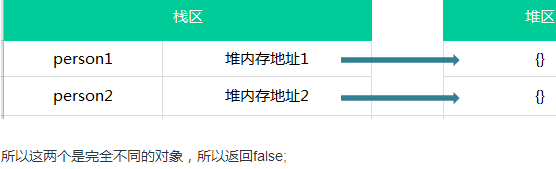 栈区 堆区
person1 堆内存地址1 {}
person2 堆内存地址2 {}
所以这两个是完全不同的对象，所以返回false;